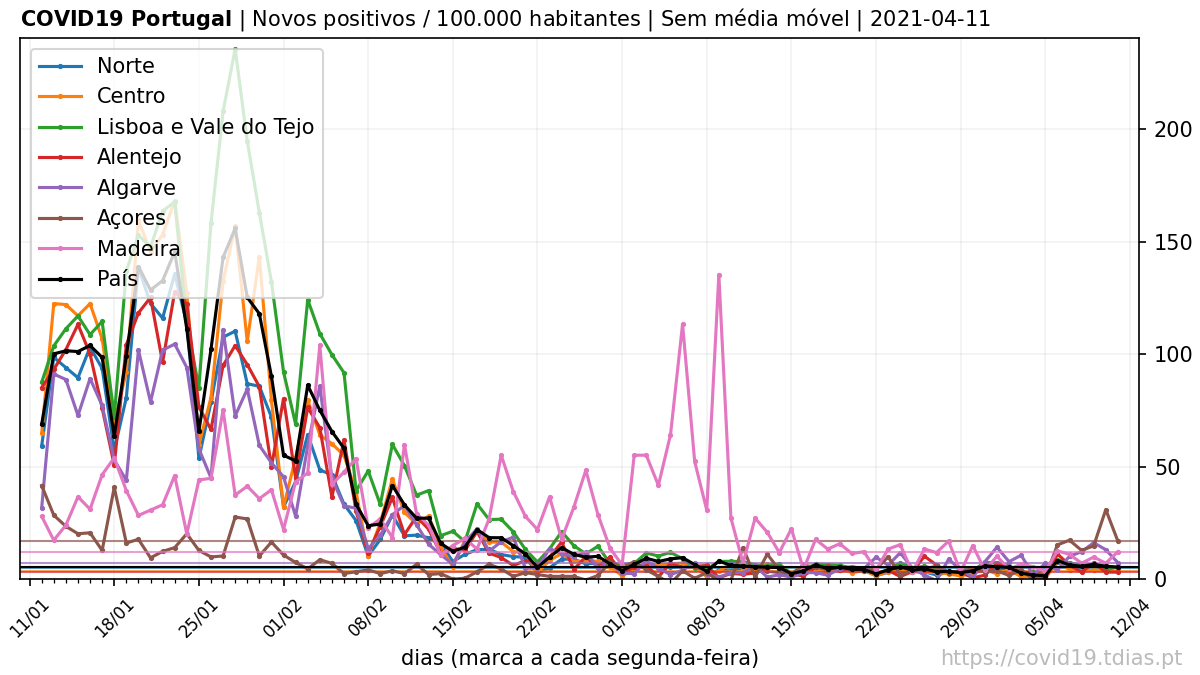 COVID19 Portugal | Novos positivos / 100.000 habitantes | Sem média móvel | 2021-04-11
Norte
Centro
Lisboa e Vale do Tejo
Alentejo
Algarve
Açores
Madeira
País
200
150
100
50
0
11/01 18/01 25/01 01/02 08/02 15/02 22/02 01/03 08/03 15/03 22/03 29/03 05/04 12/04
dias (marca a cada segunda-feira)
https://covid19.tdias.pt